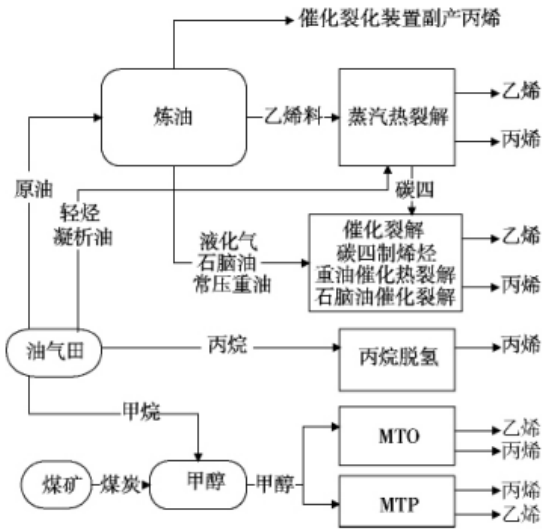 催化裂化装置副产丙烯
炼油
乙烯料
蒸汽热裂解
乙烯
丙烯
原油
轻烃
凝析油
碳四
液化气
石脑油
常压重油
催化裂解
碳四制烯烃
重油催化热裂解
石脑油催化裂解
乙烯
丙烯
油气田
丙烷
丙烷脱氢
丙烯
甲烷
煤矿
煤炭
甲醇
甲醇
MTO
乙烯
丙烯
MTP
丙烯
乙烯